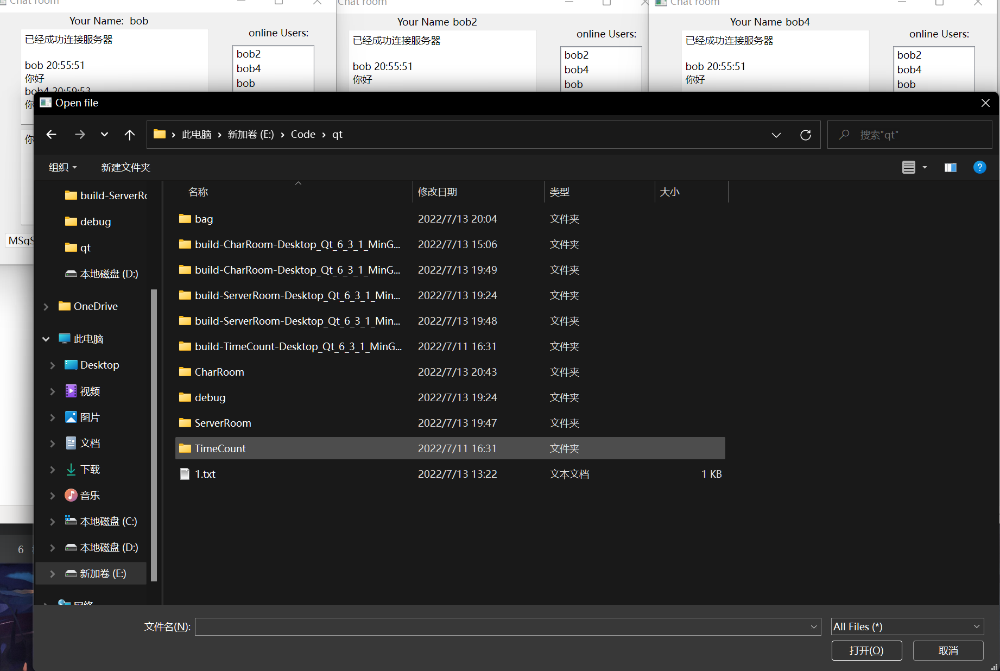 Chat room
Your Name:  bob
online Users:
已经成功连接服务器
bob 20:55:51
你好
bob4 20:59:53
你
bob2
bob4
bob
你
MSgS
Chat room
Your Name bob2
online Users:
已经成功连接服务器
bob 20:55:51
你好
bob2
bob4
bob
Chat room
Your Name bob4
online Users:
已经成功连接服务器
bob 20:55:51
你好
bob2
bob4
bob
Open file
此电脑 > 新加卷 (E:) > Code > qt
搜索"qt"
组织
新建文件夹
build-ServerRo
debug
qt
本地磁盘 (D:)
OneDrive
此电脑
Desktop
视频
图片
文档
下载
音乐
本地磁盘 (C:)
本地磁盘 (D:)
新加卷 (E:)
网络
名称 修改日期 类型 大小
bag 2022/7/13 20:04 文件夹
build-CharRoom-Desktop_Qt_6_3_1_MinG... 2022/7/13 15:06 文件夹
build-CharRoom-Desktop_Qt_6_3_1_MinG... 2022/7/13 19:49 文件夹
build-ServerRoom-Desktop_Qt_6_3_1_Min... 2022/7/13 19:24 文件夹
build-ServerRoom-Desktop_Qt_6_3_1_Min... 2022/7/13 19:48 文件夹
build-TimeCount-Desktop_Qt_6_3_1_MinG... 2022/7/11 16:31 文件夹
CharRoom 2022/7/13 20:43 文件夹
debug 2022/7/13 19:24 文件夹
ServerRoom 2022/7/13 19:47 文件夹
TimeCount 2022/7/11 16:31 文件夹
1.txt 2022/7/13 13:22 文本文档 1 KB
6
文件名(N):
All Files (*)
打开(O)
取消